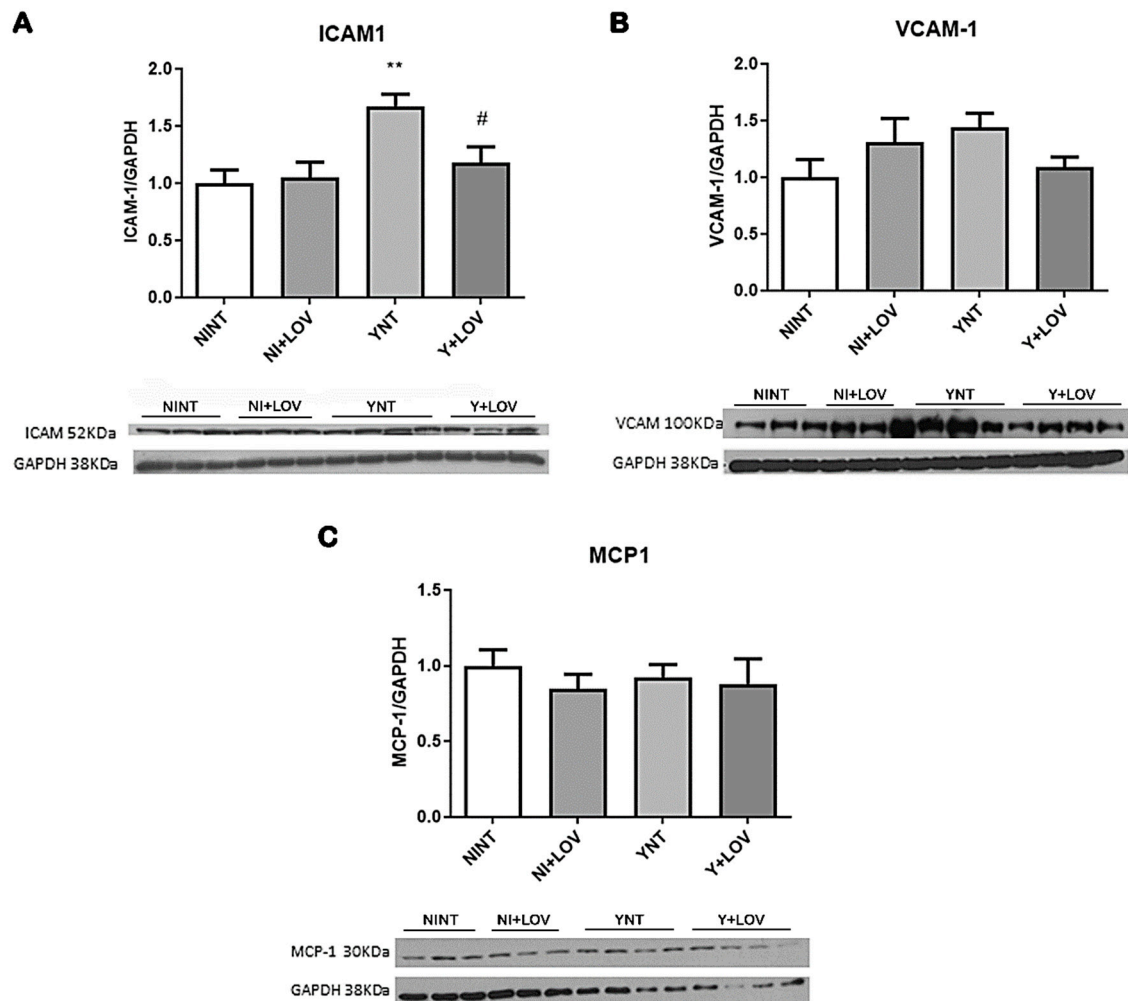 A
ICAM1
**
#
2.0
1.5
1.0
0.5
0.0
ICAM-1/GAPDH
NINT
NI+LOV
YNT
Y+LOV
NINT NI+LOV YNT Y+LOV
ICAM 52KDa
GAPDH 38KDa
B
VCAM-1
2.0
1.5
1.0
0.5
0.0
VCAM-1/GAPDH
NINT
NI+LOV
YNT
Y+LOV
NINT NI+LOV YNT Y+LOV
VCAM 100KDa
GAPDH 38KDa
C
MCP1
1.5
1.0
0.5
0.0
MCP-1/GAPDH
NINT
NI+LOV
YNT
Y+LOV
NINT NI+LOV YNT Y+LOV
MCP-1 30KDa
GAPDH 38KDa